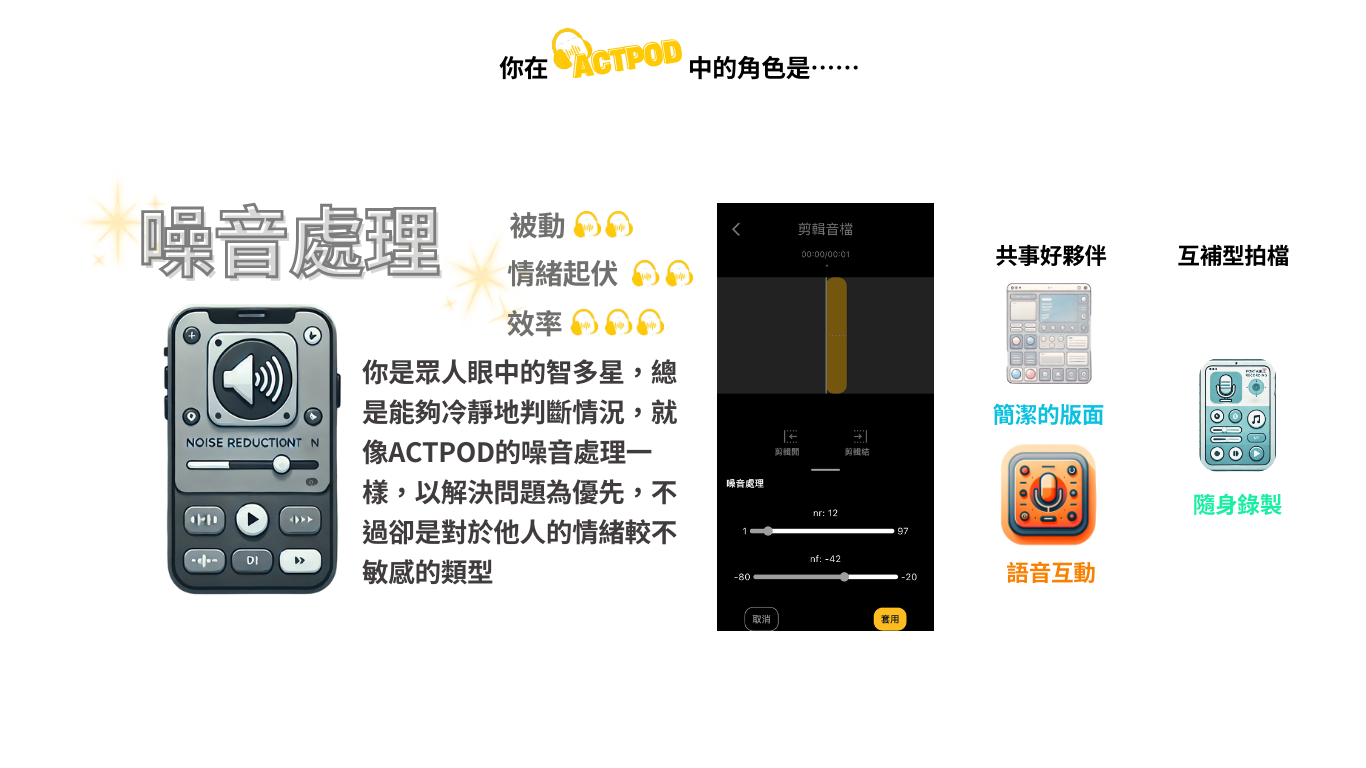 你在 ACTPOD 中的角色是……
噪音處理
被動
情緒起伏
效率
NOISE REDUCTIONT N
DI
你是眾人眼中的智多星，總
是能夠冷靜地判斷情況，就
像ACTPOD的噪音處理一
樣，以解決問題為優先，不
過卻是對於他人的情緒較不
敏感的類型
剪輯音檔
00:00/00:01
剪輯開
剪輯結
噪音處理
nr: 12
1
97
nf: -42
-80
-20
取消
套用
共事好夥伴
簡潔的版面
語音互動
互補型拍檔
隨身錄製